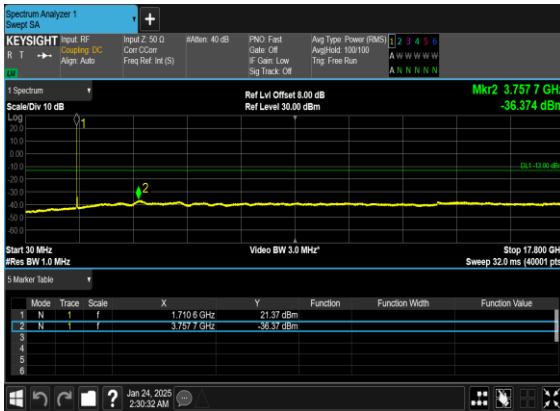 Spectrum Analyzer 1
Swept SA
+
KEYSIGHT Input: RF Input Z: 50 Ω #Atten: 40 dB PNO: Fast Avg Type: Power (RMS) 1 2 3 4 5 6
R T Coupling: DC Corr CCorr Gate: Off Avg|Hold: 100/100 A W W W W W
Align: Auto Freq Ref: Int (S) IF Gain: Low Trig: Free Run A N N N N N
Sig Track: Off
1 Spectrum Ref Lvl Offset 8.00 dB Mkr2 3.757 7 GHz
Scale/Div 10 dB Ref Level 30.00 dBm -36.374 dBm
Log
1
20.0
10.0
0.00
-10.0 DL1 -13.00 dBm
-20.0
-30.0 2
-40.0
-50.0
-60.0
Start 30 MHz Video BW 3.0 MHz* Stop 17.800 GHz
#Res BW 1.0 MHz Sweep 32.0 ms (40001 pts)
5 Marker Table
Mode Trace Scale X Y Function Function Width Function Value
1 N 1 f 1.710 6 GHz 21.37 dBm
2 N 1 f 3.757 7 GHz -36.37 dBm
3
4
5
6
? Jan 24, 2025
2:30:32 AM